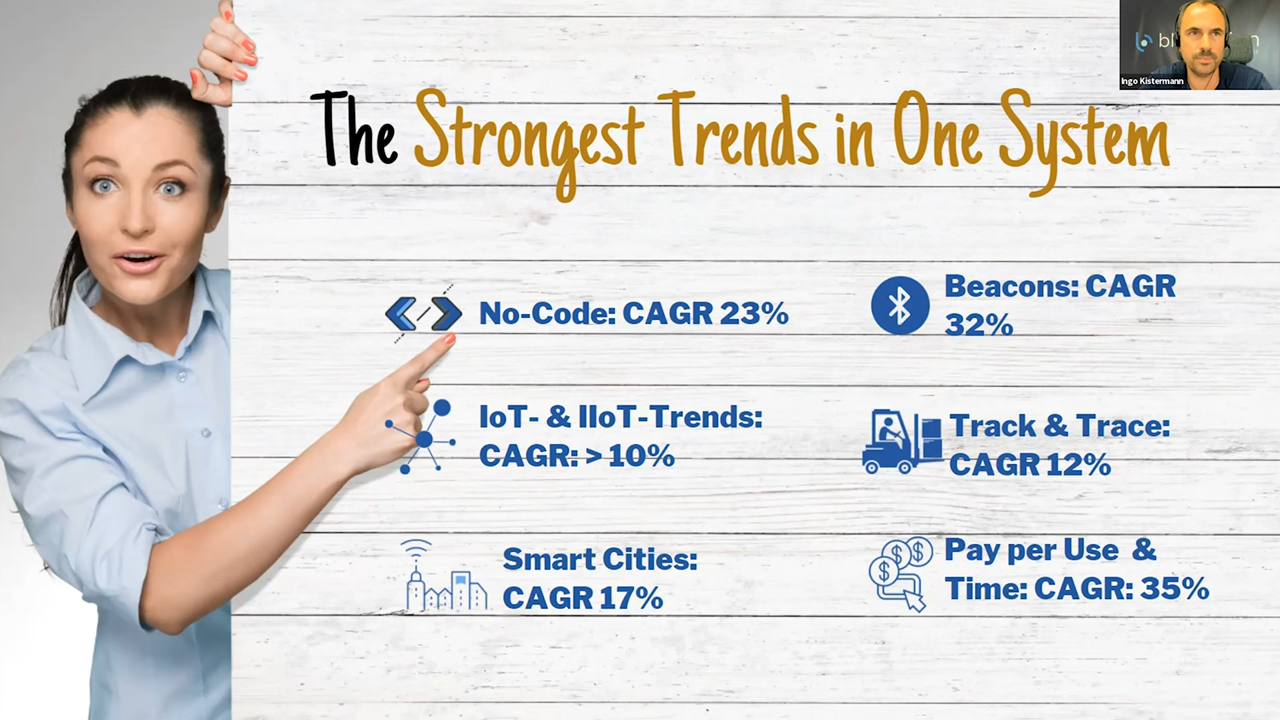 The Strongest Trends in One System
Ingo Kistermann
No-Code: CAGR 23%
Beacons: CAGR
32%
IoT- & IIoT-Trends:
CAGR: > 10%
Track & Trace:
CAGR 12%
Smart Cities:
CAGR 17%
Pay per Use &
Time: CAGR: 35%